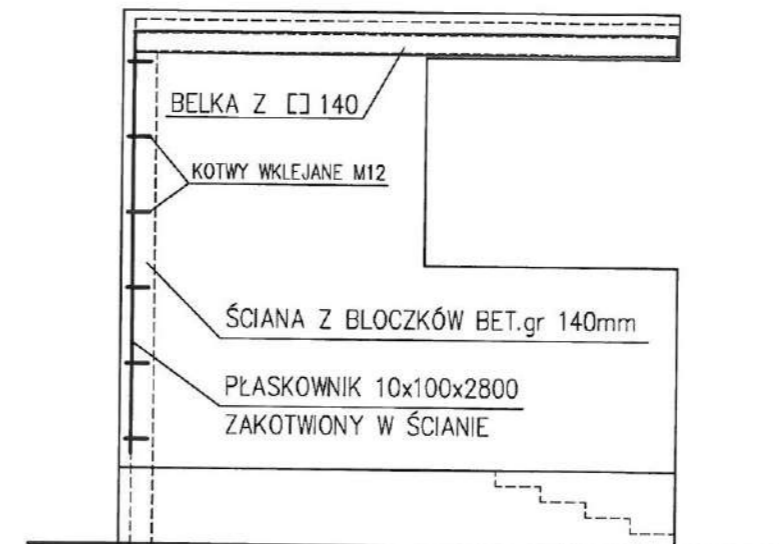 BELKA Z [] 140
KOTWY WKLEJANE M12
ŚCIANA Z BLOCZKÓW BET.gr 140mm
PŁASKOWNIK 10x100x2800
ZAKOTWIONY W ŚCIANIE